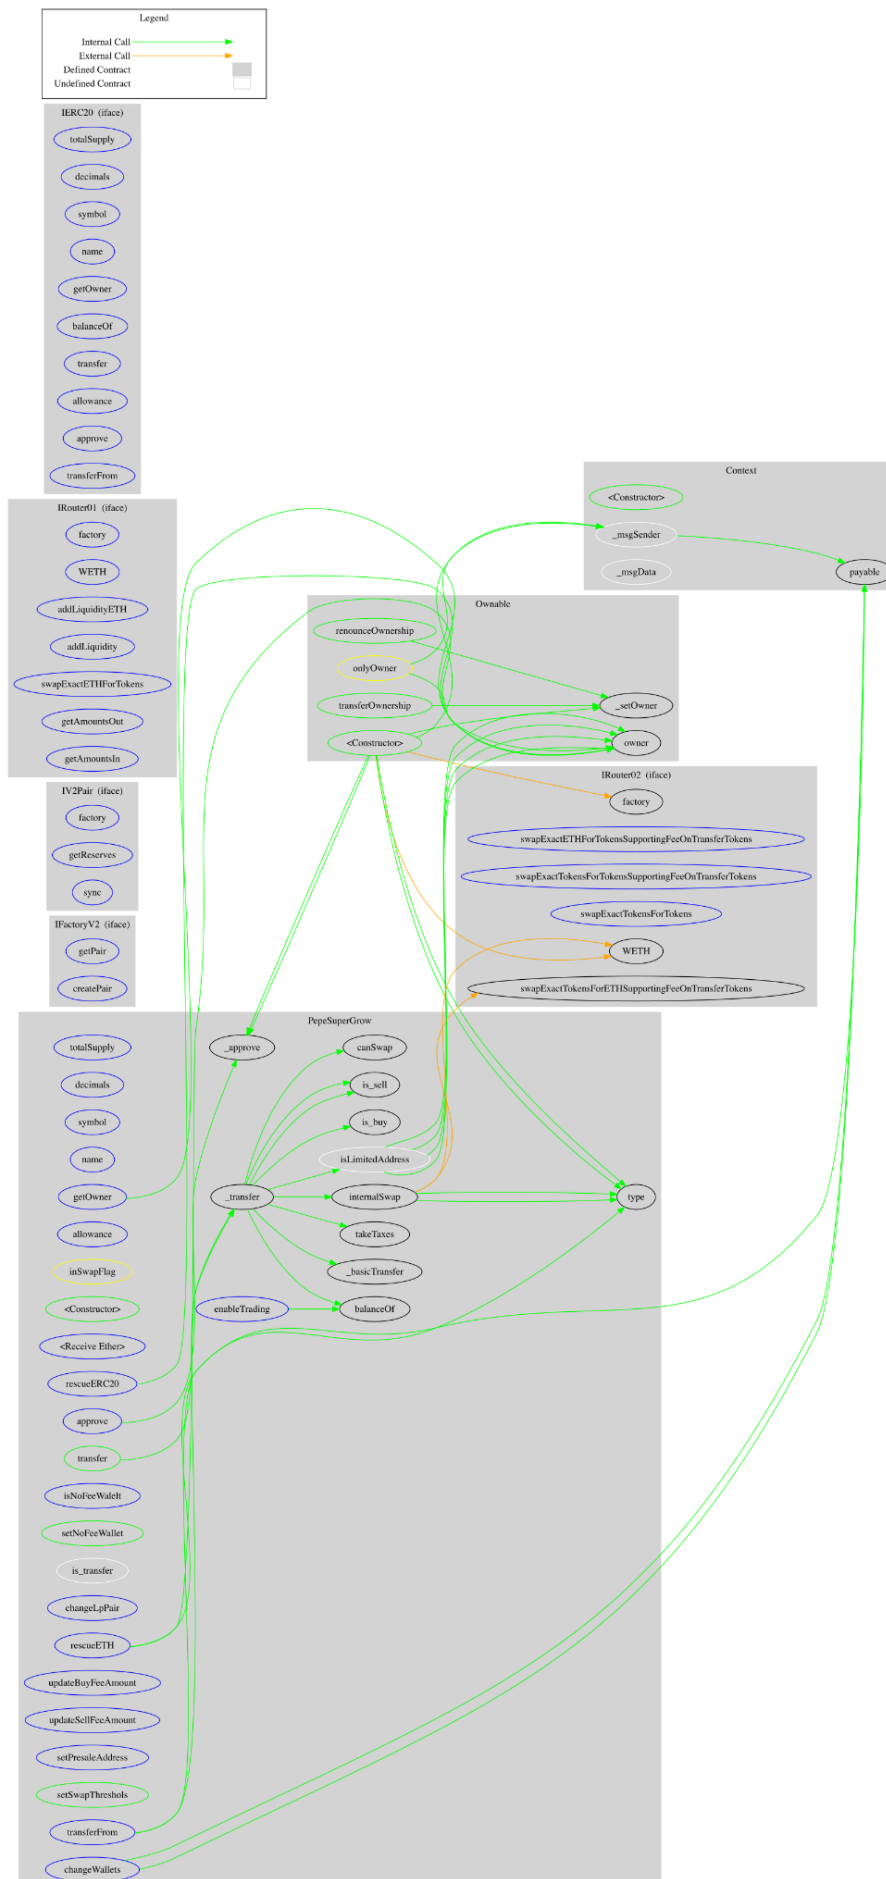 Legend
Internal Call
External Call
Defined Contract
Undefined Contract
IERC20 (iface)
totalSupply
decimals
symbol
name
getOwner
balanceOf
transfer
allowance
approve
transferFrom
IRouter01 (iface)
factory
WETH
addLiquidityETH
addLiquidity
swapExactETHForTokens
getAmountsOut
getAmountsIn
IV2Pair (iface)
factory
getReserves
sync
IFactoryV2 (iface)
getPair
createPair
Context
<Constructor>
_msgSender
_msgData
payable
Ownable
renounceOwnership
onlyOwner
transferOwnership
<Constructor>
_setOwner
owner
IRouter02 (iface)
factory
swapExactETHForTokensSupportingFeeOnTransferTokens
swapExactTokensForTokensSupportingFeeOnTransferTokens
swapExactTokensForTokens
WETH
swapExactTokensForETHSupportingFeeOnTransferTokens
PepeSuperGrow
totalSupply
decimals
symbol
name
getOwner
allowance
inSwapFlag
<Constructor>
<Receive Ether>
rescueERC20
approve
transfer
isNoFeeWalelt
setNoFeeWallet
is_transfer
changeLpPair
rescueETH
updateBuyFeeAmount
updateSellFeeAmount
setPresaleAddress
setSwapThreshols
transferFrom
changeWallets
_approve
_transfer
enableTrading
canSwap
is_sell
is_buy
isLimitedAddress
internalSwap
takeTaxes
_basicTransfer
balanceOf
type